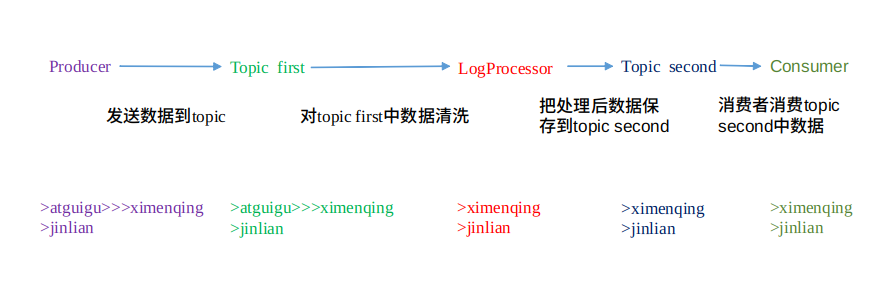 Producer
Topic first
LogProcessor
Topic second
Consumer
发送数据到topic
对topic first中数据清洗
把处理后数据保
存到topic second
消费者消费topic
second中数据
>atguigu>>>ximenqing
>jinlian
>atguigu>>>ximenqing
>jinlian
>ximenqing
>jinlian
>ximenqing
>jinlian
>ximenqing
>jinlian